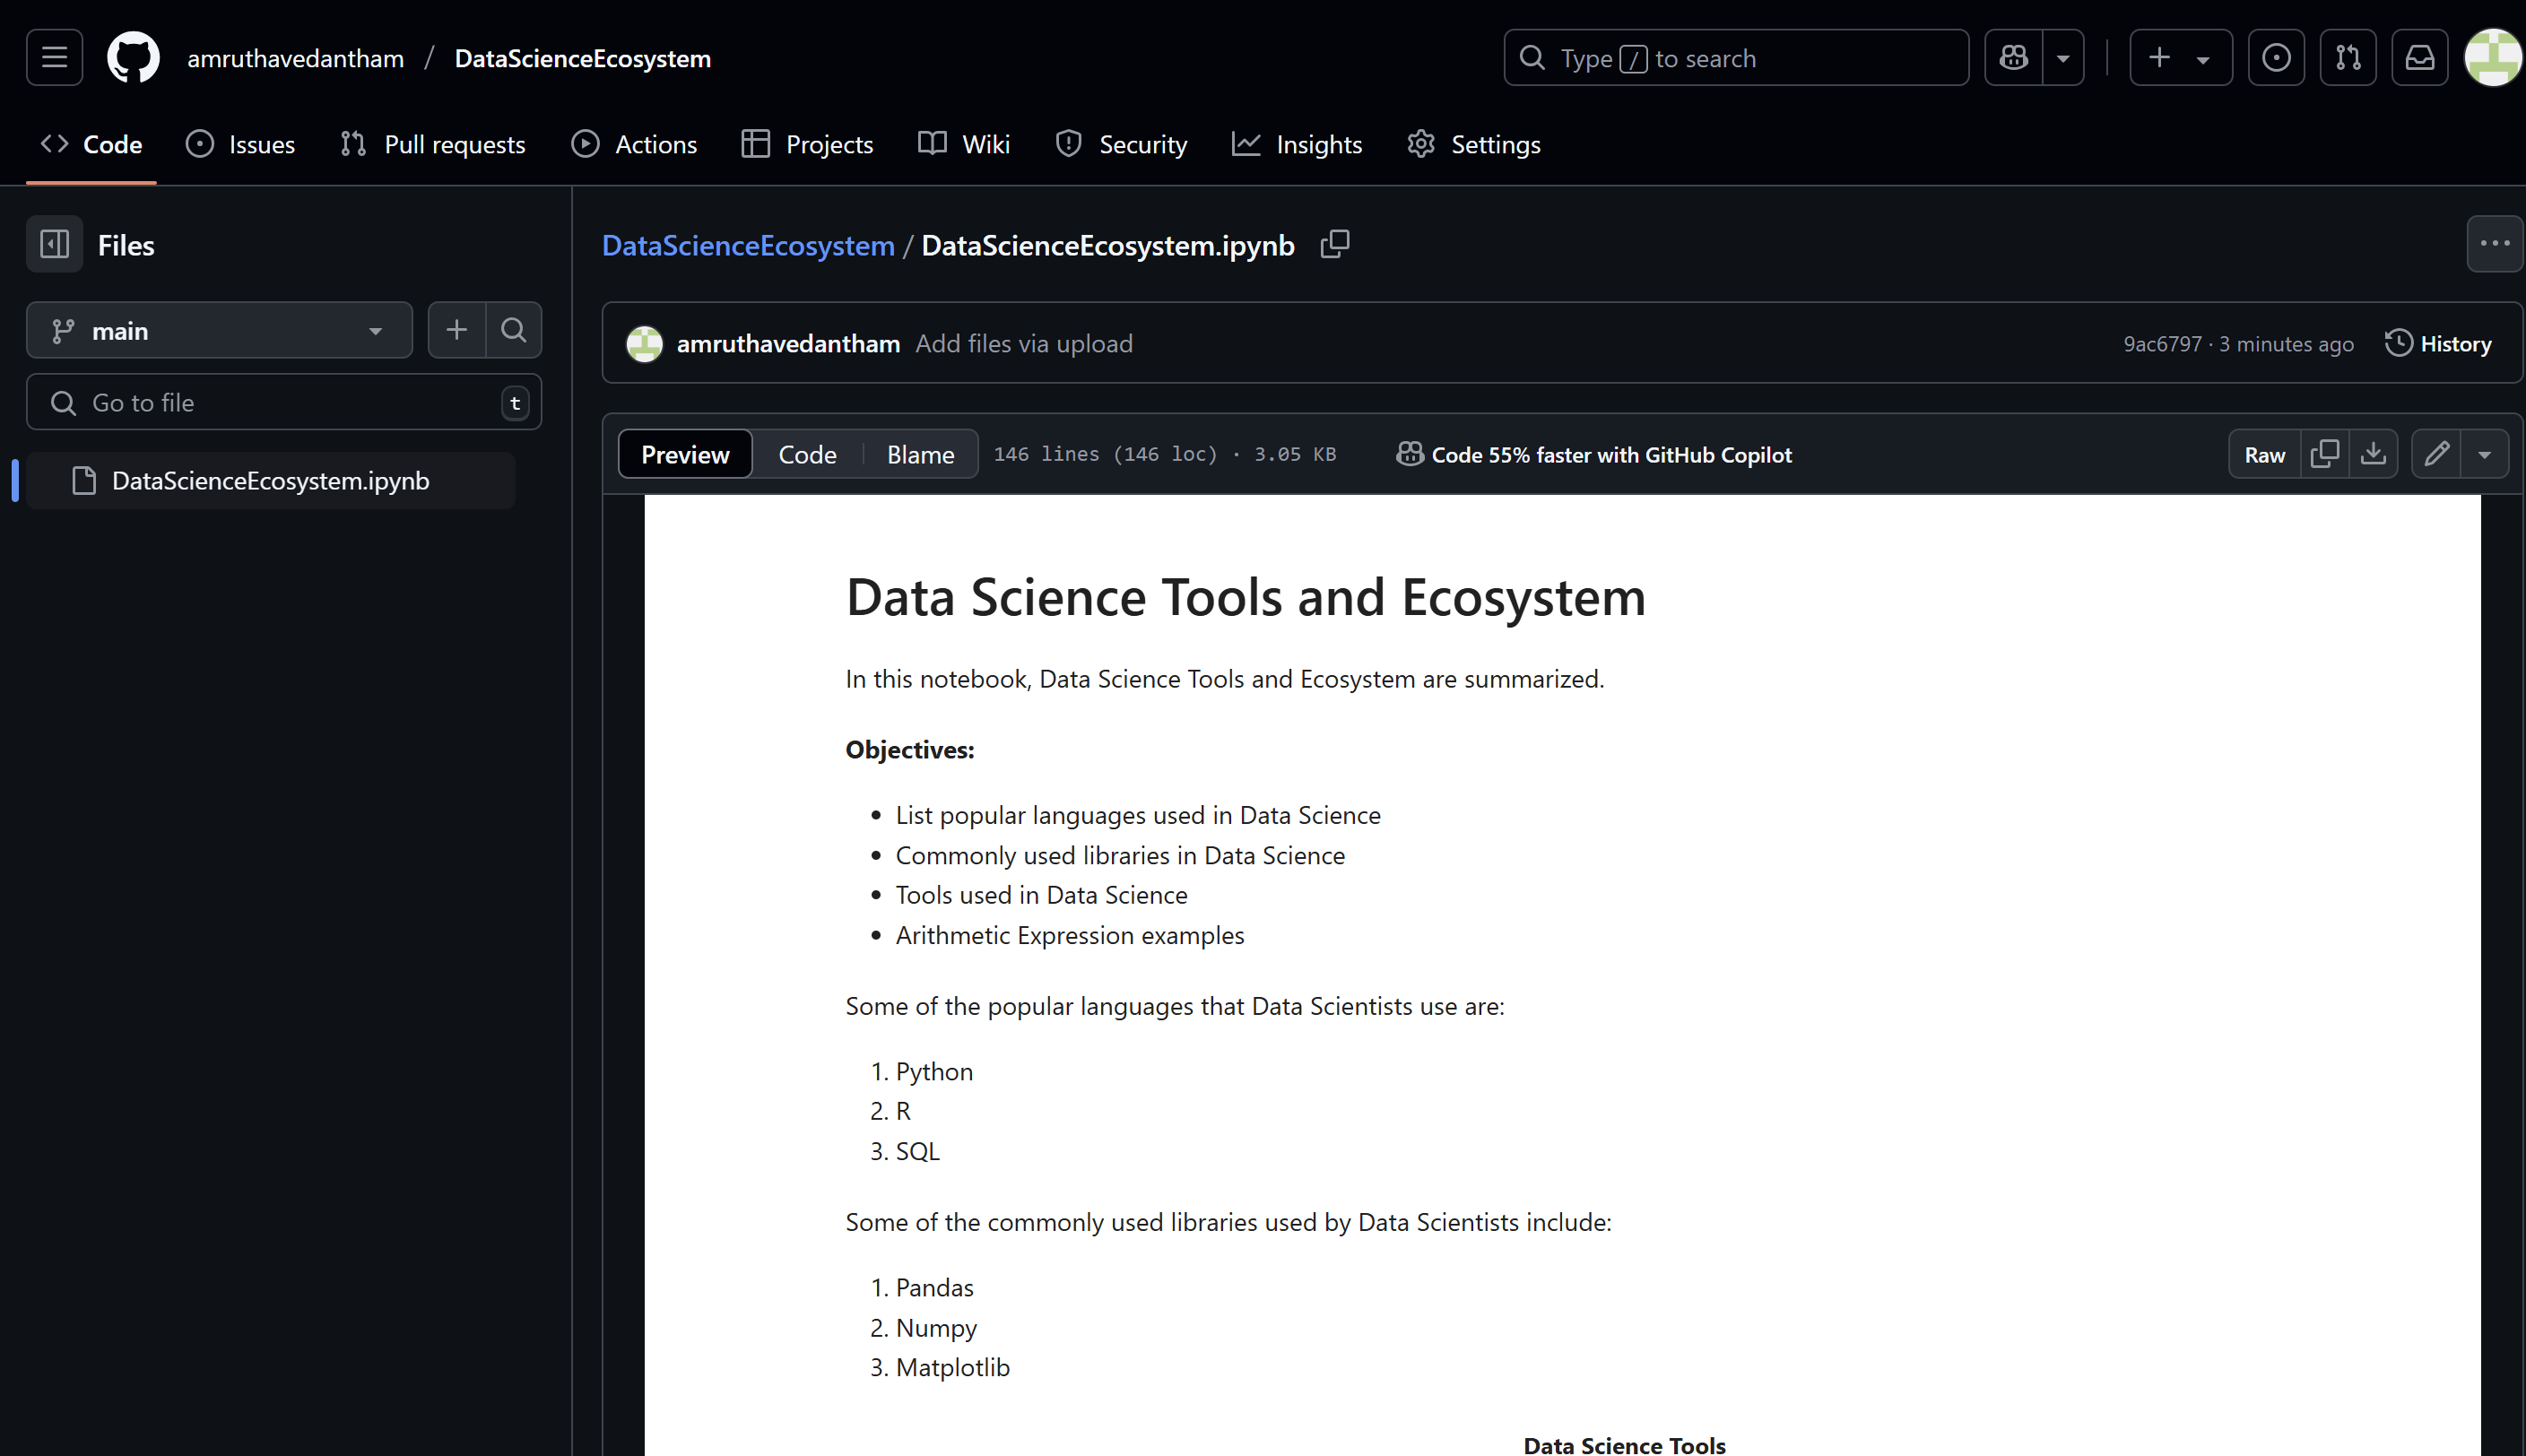 amruthavedantham / DataScienceEcosystem
Type / to search
Code Issues Pull requests Actions Projects Wiki Security Insights Settings
Files
main
Go to file t
DataScienceEcosystem.ipynb
DataScienceEcosystem / DataScienceEcosystem.ipynb
amruthavedantham Add files via upload 9ac6797 · 3 minutes ago History
Preview Code Blame 146 lines (146 loc) · 3.05 KB Code 55% faster with GitHub Copilot Raw
Data Science Tools and Ecosystem
In this notebook, Data Science Tools and Ecosystem are summarized.
Objectives:
• List popular languages used in Data Science
• Commonly used libraries in Data Science
• Tools used in Data Science
• Arithmetic Expression examples
Some of the popular languages that Data Scientists use are:
1. Python
2. R
3. SQL
Some of the commonly used libraries used by Data Scientists include:
1. Pandas
2. Numpy
3. Matplotlib
Data Science Tools